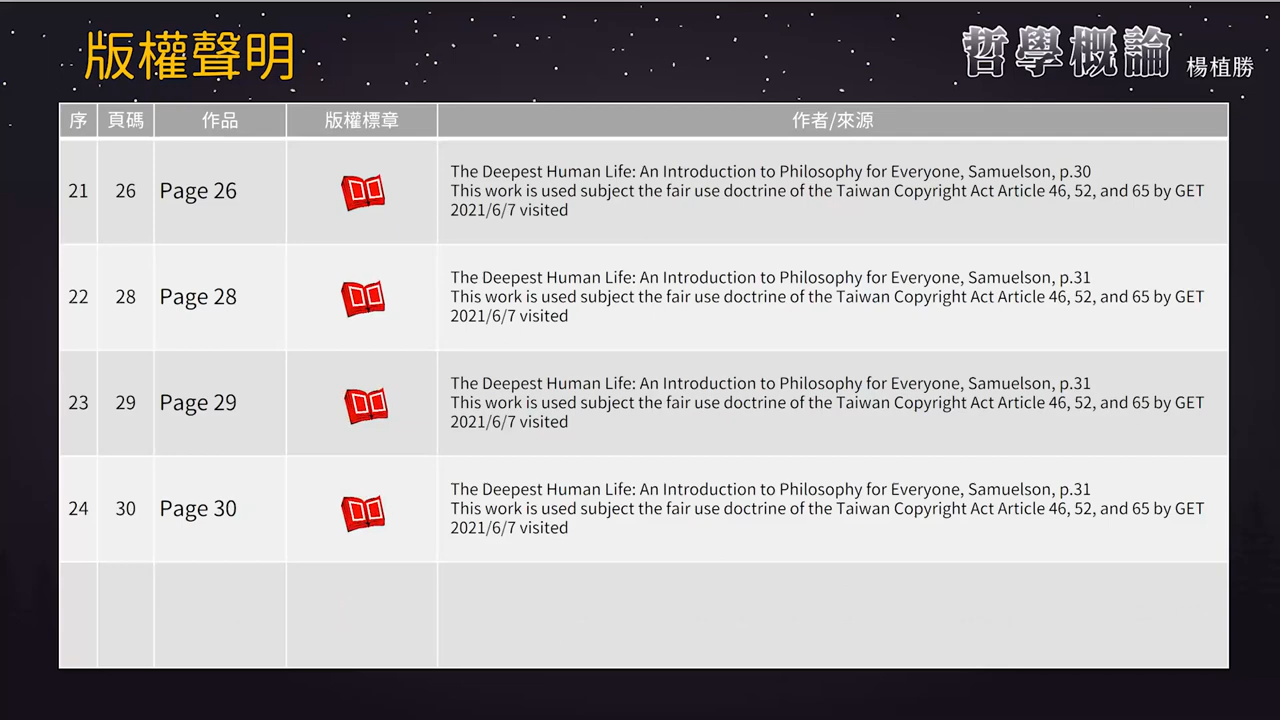 版權聲明
哲學概論 楊植勝
序 頁碼 作品 版權標章 作者/來源
21 26 Page 26 The Deepest Human Life: An Introduction to Philosophy for Everyone, Samuelson, p.30
This work is used subject the fair use doctrine of the Taiwan Copyright Act Article 46, 52, and 65 by GET
2021/6/7 visited
22 28 Page 28 The Deepest Human Life: An Introduction to Philosophy for Everyone, Samuelson, p.31
This work is used subject the fair use doctrine of the Taiwan Copyright Act Article 46, 52, and 65 by GET
2021/6/7 visited
23 29 Page 29 The Deepest Human Life: An Introduction to Philosophy for Everyone, Samuelson, p.31
This work is used subject the fair use doctrine of the Taiwan Copyright Act Article 46, 52, and 65 by GET
2021/6/7 visited
24 30 Page 30 The Deepest Human Life: An Introduction to Philosophy for Everyone, Samuelson, p.31
This work is used subject the fair use doctrine of the Taiwan Copyright Act Article 46, 52, and 65 by GET
2021/6/7 visited